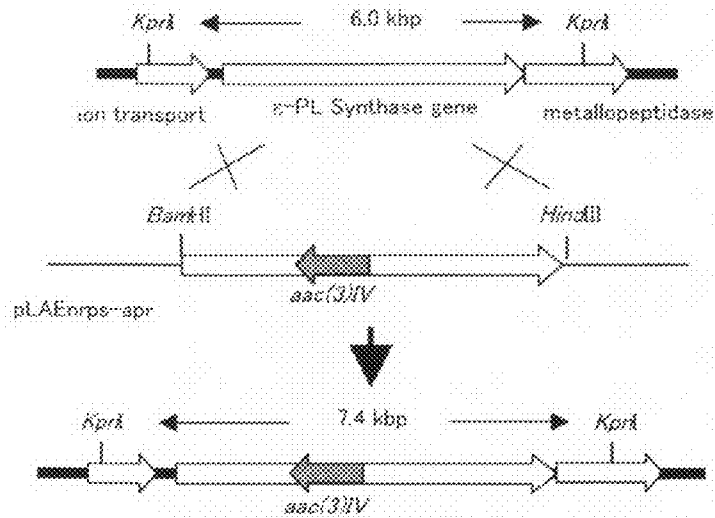 6.0 kbp
KpnI KpnI
ion transport ε-PL Synthase gene metallopeptidase
BamHI HindIII
aac(3)IV
pLAEnrps-apr
KpnI 7.4 kbp KpnI
aac(3)IV